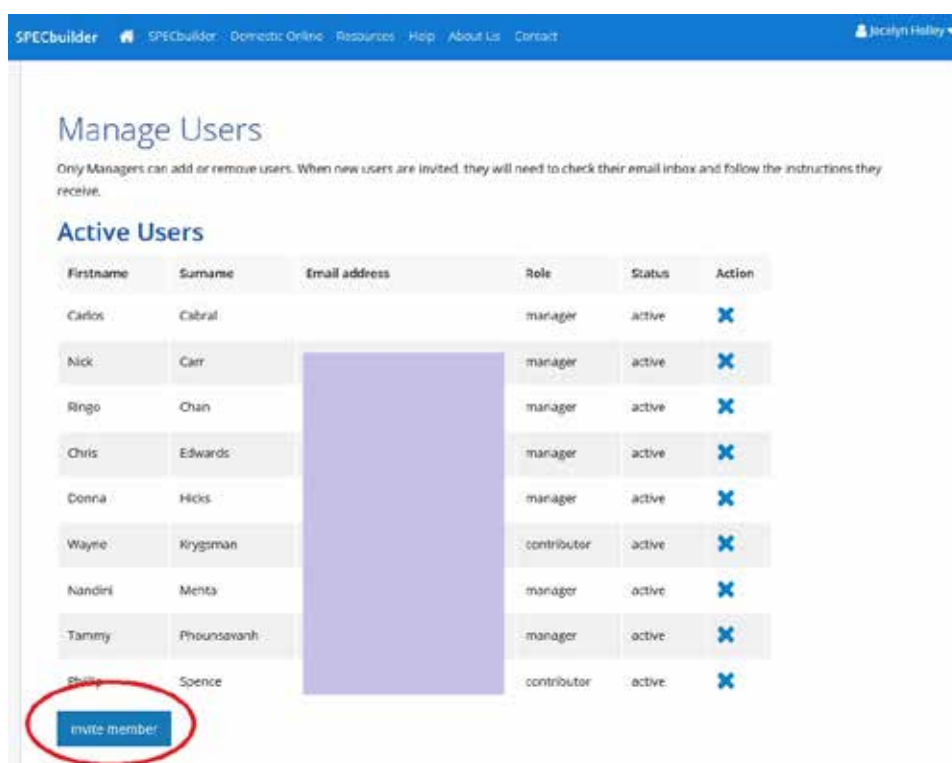 SPECbuilder SPECbuilder Domestic Online Resources Help About Us Contact Jocelyn Holley
Manage Users
Only Managers can add or remove users. When new users are invited, they will need to check their email inbox and follow the instructions they
receive.
Active Users
Firstname Surname Email address Role Status Action
Carlos Cabral manager active
Nick Carr manager active
Ringo Chan manager active
Chris Edwards manager active
Donna Hicks manager active
Wayne Krygsman contributor active
Nandini Menta manager active
Tammy Phounsavanh manager active
Phillip Spence contributor active
invite member